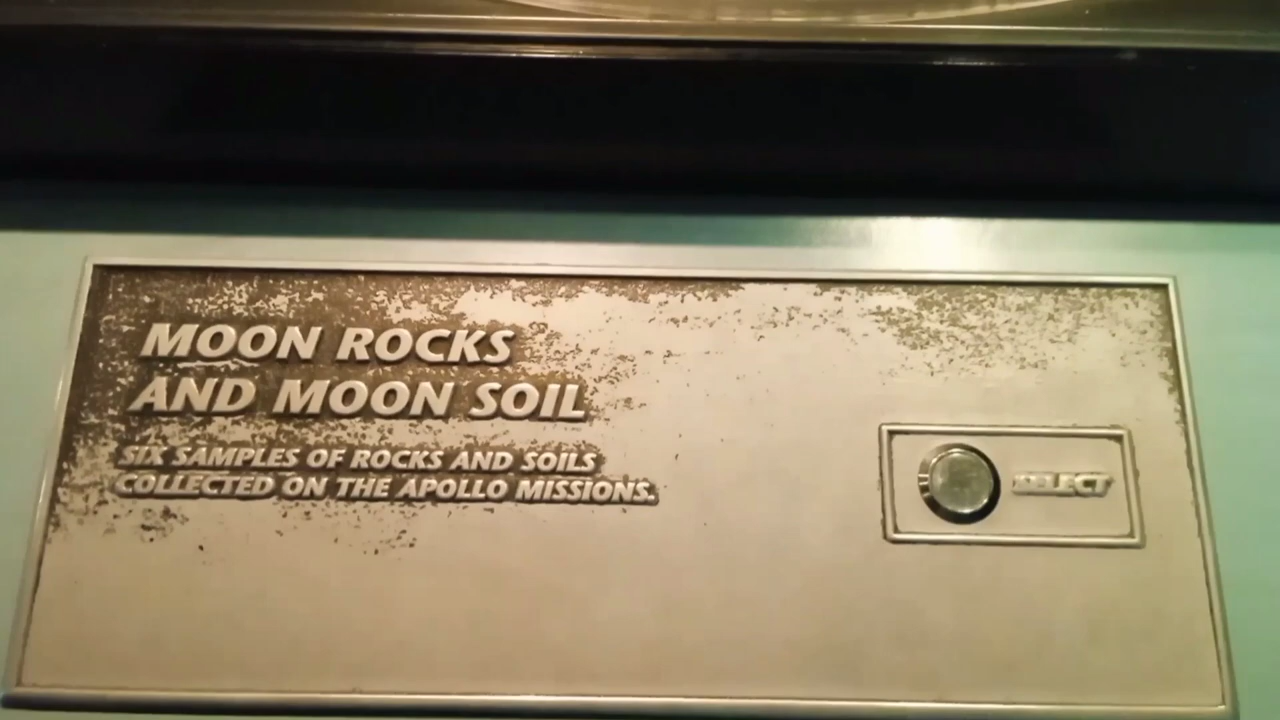 MOON ROCKS
AND MOON SOIL
SIX SAMPLES OF ROCKS AND SOILS
COLLECTED ON THE APOLLO MISSIONS.
SELECT